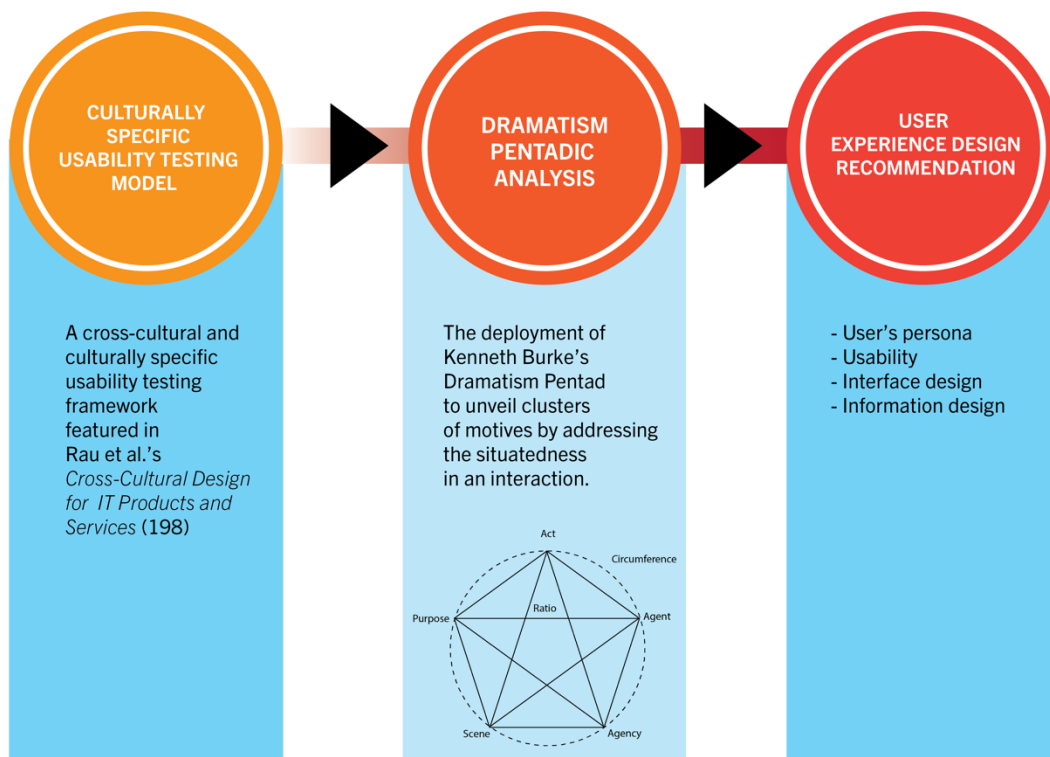 CULTURALLY
SPECIFIC
USABILITY TESTING
MODEL
DRAMATISM
PENTADIC
ANALYSIS
USER
EXPERIENCE DESIGN
RECOMMENDATION
A cross-cultural and
culturally specific
usability testing
framework
featured in
Rau et al.’s
Cross-Cultural Design
for IT Products and
Services (198)
The deployment of
Kenneth Burke’s
Dramatism Pentad
to unveil clusters
of motives by addressing
the situatedness
in an interaction.
Act
Circumference
Ratio
Purpose
Agent
Scene
Agency
- User’s persona
- Usability
- Interface design
- Information design